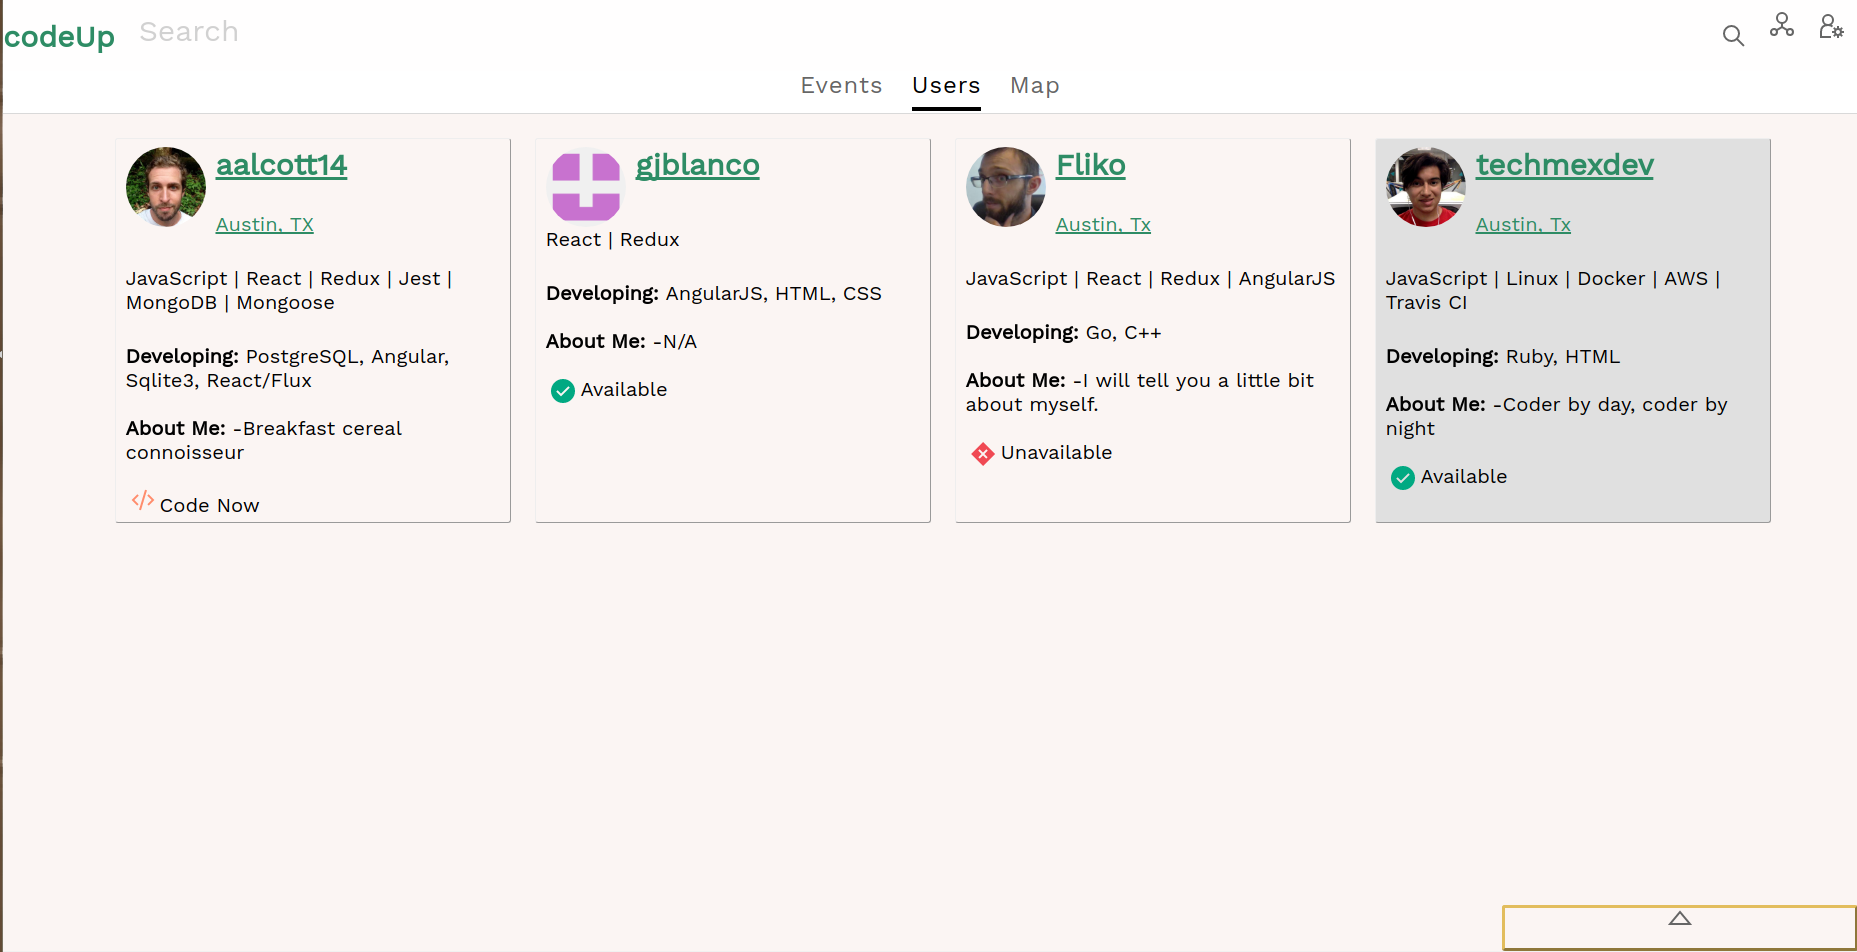 codeUp
Search
Events Users Map
aalcott14
Austin, TX
JavaScript | React | Redux | Jest |
MongoDB | Mongoose
Developing: PostgreSQL, Angular,
Sqlite3, React/Flux
About Me: -Breakfast cereal
connoisseur
Code Now
gjblanco
React | Redux
Developing: AngularJS, HTML, CSS
About Me: -N/A
Available
Fliko
Austin, Tx
JavaScript | React | Redux | AngularJS
Developing: Go, C++
About Me: -I will tell you a little bit
about myself.
Unavailable
techmexdev
Austin, Tx
JavaScript | Linux | Docker | AWS |
Travis CI
Developing: Ruby, HTML
About Me: -Coder by day, coder by
night
Available